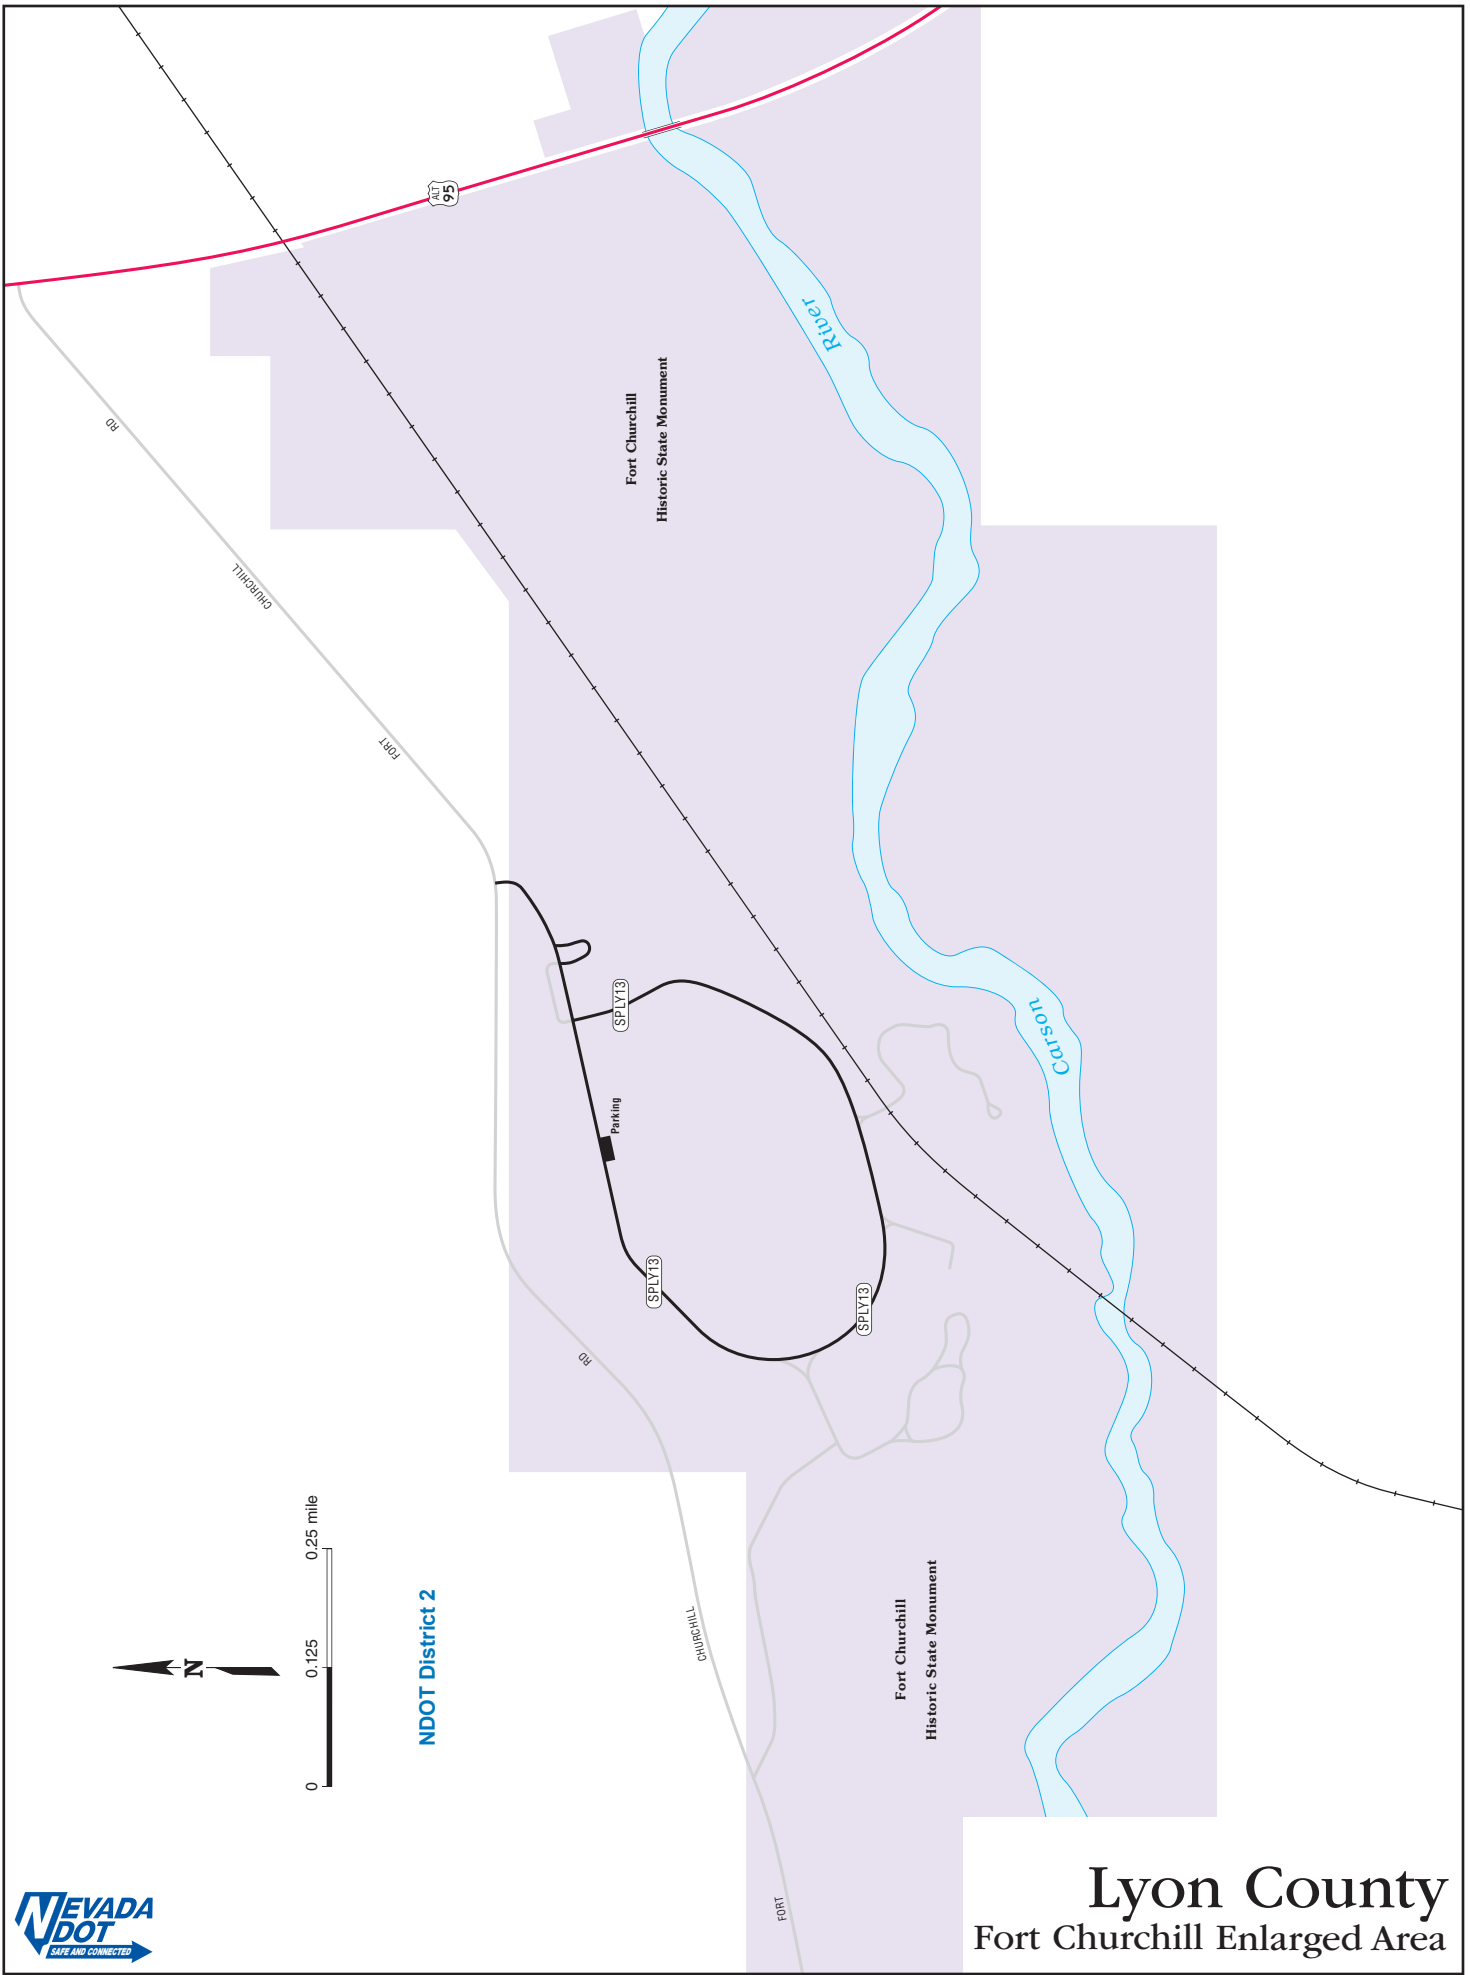 ALT
95
River
Fort Churchill
Historic State Monument
RD
CHURCHILL
FORT
SPLY13
Carson
Parking
SPLY13
SPLY13
RD
0 0.125 0.25 mile
N
NDOT District 2
CHURCHILL
Fort Churchill
Historic State Monument
FORT
NEVADA
DOT
SAFE AND CONNECTED
Lyon County
Fort Churchill Enlarged Area